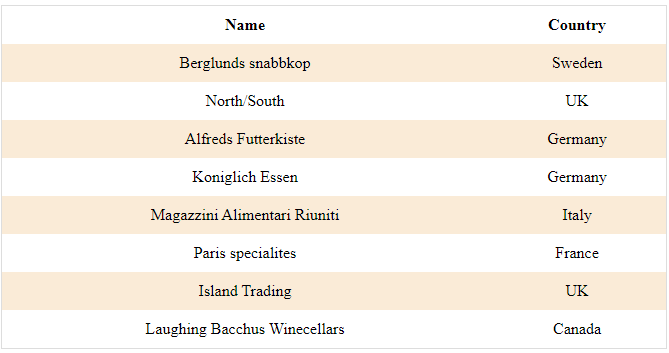 Name Country
Berglunds snabbkop Sweden
North/South UK
Alfreds Futterkiste Germany
Koniglich Essen Germany
Magazzini Alimentari Riuniti Italy
Paris specialites France
Island Trading UK
Laughing Bacchus Winecellars Canada